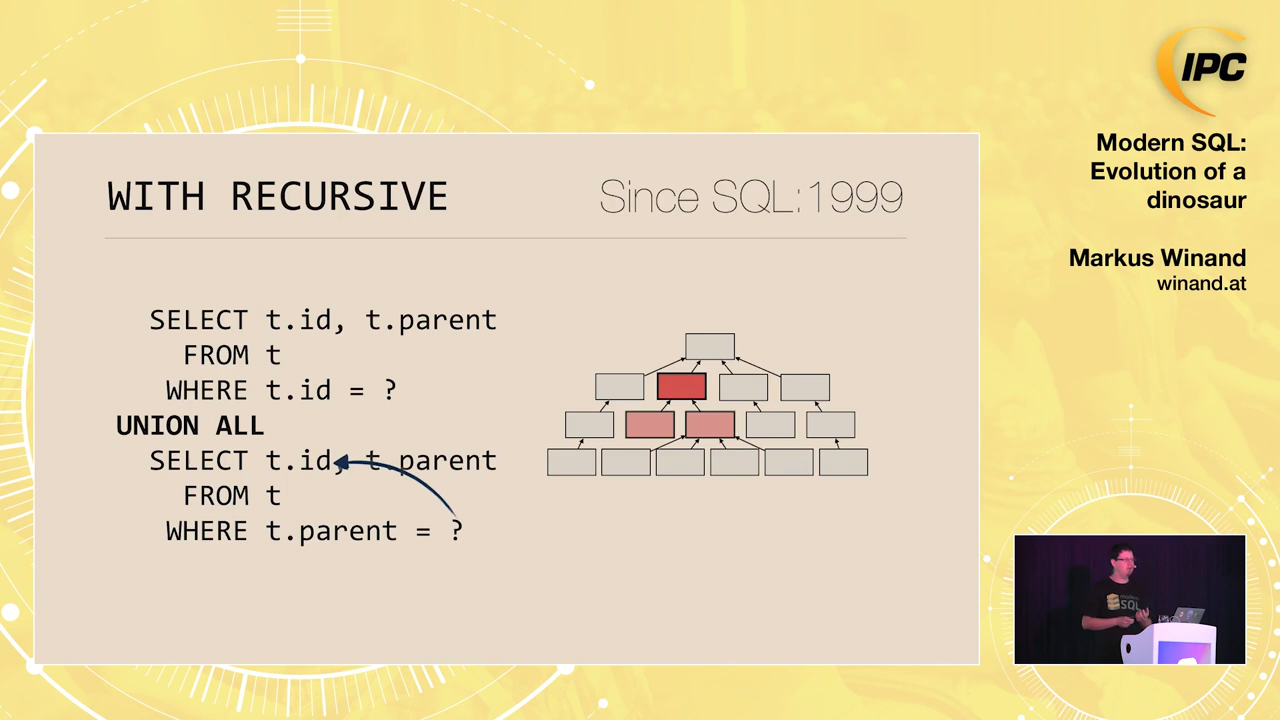 IPC
Modern SQL:
Evolution of a
dinosaur
Markus Winand
winand.at
WITH RECURSIVE
Since SQL:1999
SELECT t.id, t.parent
FROM t
WHERE t.id = ?
UNION ALL
SELECT t.id, t.parent
FROM t
WHERE t.parent = ?
SQL